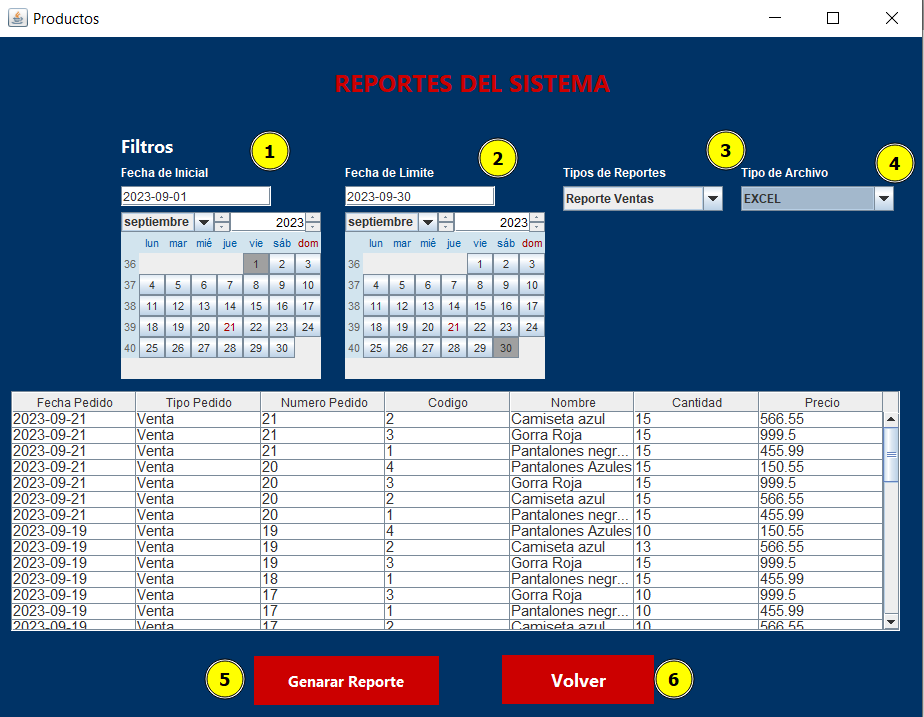 Productos
REPORTES DEL SISTEMA
Filtros
1
2
3
4
Fecha de Inicial
Fecha de Limite
Tipos de Reportes
Tipo de Archivo
2023-09-01
2023-09-30
Reporte Ventas
EXCEL
septiembre 2023
lun mar mié jue vie sáb dom
36 1 2 3
37 4 5 6 7 8 9 10
38 11 12 13 14 15 16 17
39 18 19 20 21 22 23 24
40 25 26 27 28 29 30
septiembre 2023
lun mar mié jue vie sáb dom
36 1 2 3
37 4 5 6 7 8 9 10
38 11 12 13 14 15 16 17
39 18 19 20 21 22 23 24
40 25 26 27 28 29 30
Fecha Pedido Tipo Pedido Numero Pedido Codigo Nombre Cantidad Precio
2023-09-21 Venta 21 2 Camiseta azul 15 566.55
2023-09-21 Venta 21 3 Gorra Roja 15 999.5
2023-09-21 Venta 21 1 Pantalones negr... 15 455.99
2023-09-21 Venta 20 4 Pantalones Azules 15 150.55
2023-09-21 Venta 20 3 Gorra Roja 15 999.5
2023-09-21 Venta 20 2 Camiseta azul 15 566.55
2023-09-21 Venta 20 1 Pantalones negr... 15 455.99
2023-09-19 Venta 19 4 Pantalones Azules 10 150.55
2023-09-19 Venta 19 2 Camiseta azul 13 566.55
2023-09-19 Venta 19 3 Gorra Roja 15 999.5
2023-09-19 Venta 18 1 Pantalones negr... 15 455.99
2023-09-19 Venta 17 3 Gorra Roja 10 999.5
2023-09-19 Venta 17 1 Pantalones negr... 10 455.99
2023-09-19 Venta 17 2 Camiseta azul 10 566.55
5
Genarar Reporte
Volver
6